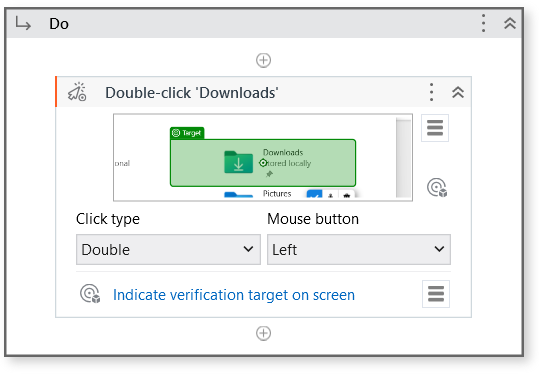 Do
Double-click 'Downloads'
Target
Downloads
Stored locally
onal
Pictures
Click type
Mouse button
Double
Left
Indicate verification target on screen